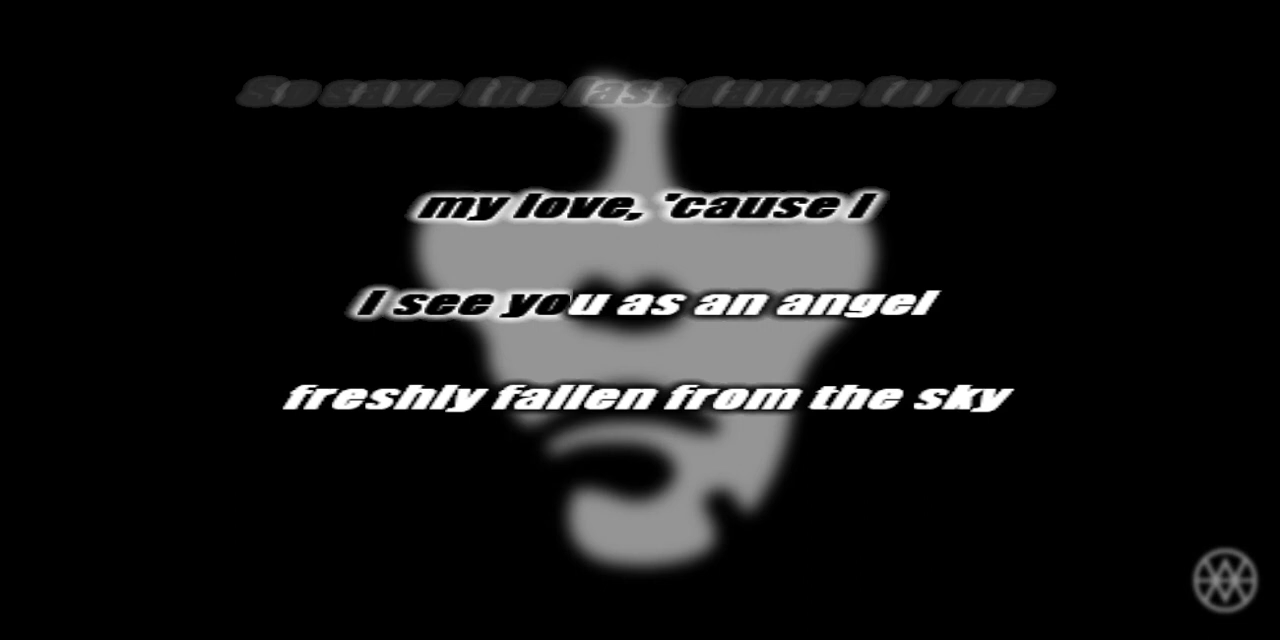 So save the last dance for me
my love, 'cause I
I see you as an angel
freshly fallen from the sky